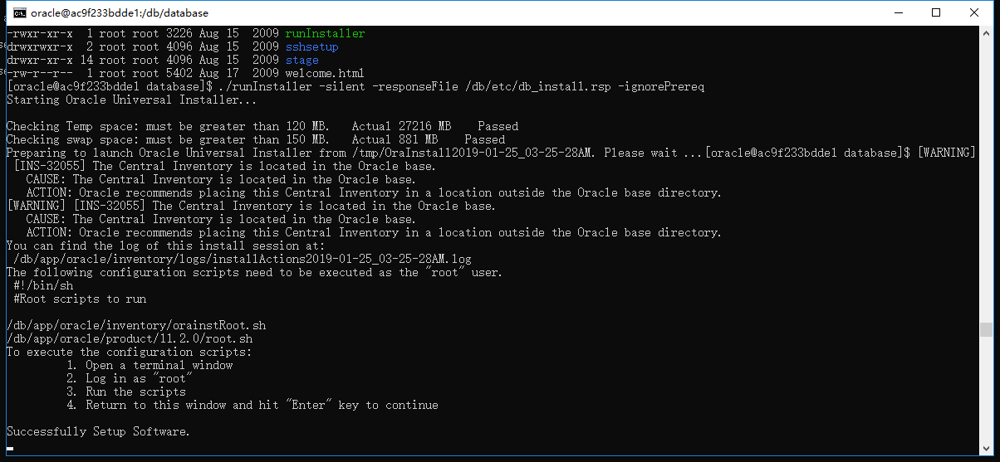 oracle@ac9f233bdde1:/db/database
-rwxr-xr-x  1 root root 3226 Aug 15  2009 runInstaller
drwxrwxr-x  2 root root 4096 Aug 15  2009 sshsetup
drwxr-xr-x 14 root root 4096 Aug 15  2009 stage
-rw-r--r--  1 root root 5402 Aug 17  2009 welcome.html
[oracle@ac9f233bdde1 database]$ ./runInstaller -silent -responseFile /db/etc/db_install.rsp -ignorePrereq
Starting Oracle Universal Installer...
Checking Temp space: must be greater than 120 MB.   Actual 27216 MB    Passed
Checking swap space: must be greater than 150 MB.   Actual 881 MB    Passed
Preparing to launch Oracle Universal Installer from /tmp/OraInstall2019-01-25_03-25-28AM. Please wait ...[oracle@ac9f233bdde1 database]$ [WARNING]
[INS-32055] The Central Inventory is located in the Oracle base.
CAUSE: The Central Inventory is located in the Oracle base.
ACTION: Oracle recommends placing this Central Inventory in a location outside the Oracle base directory.
[WARNING] [INS-32055] The Central Inventory is located in the Oracle base.
CAUSE: The Central Inventory is located in the Oracle base.
ACTION: Oracle recommends placing this Central Inventory in a location outside the Oracle base directory.
You can find the log of this install session at:
/db/app/oracle/inventory/logs/installActions2019-01-25_03-25-28AM.log
The following configuration scripts need to be executed as the "root" user.
#!/bin/sh
#Root scripts to run
/db/app/oracle/inventory/orainstRoot.sh
/db/app/oracle/product/11.2.0/root.sh
To execute the configuration scripts:
1. Open a terminal window
2. Log in as "root"
3. Run the scripts
4. Return to this window and hit "Enter" key to continue
Successfully Setup Software.